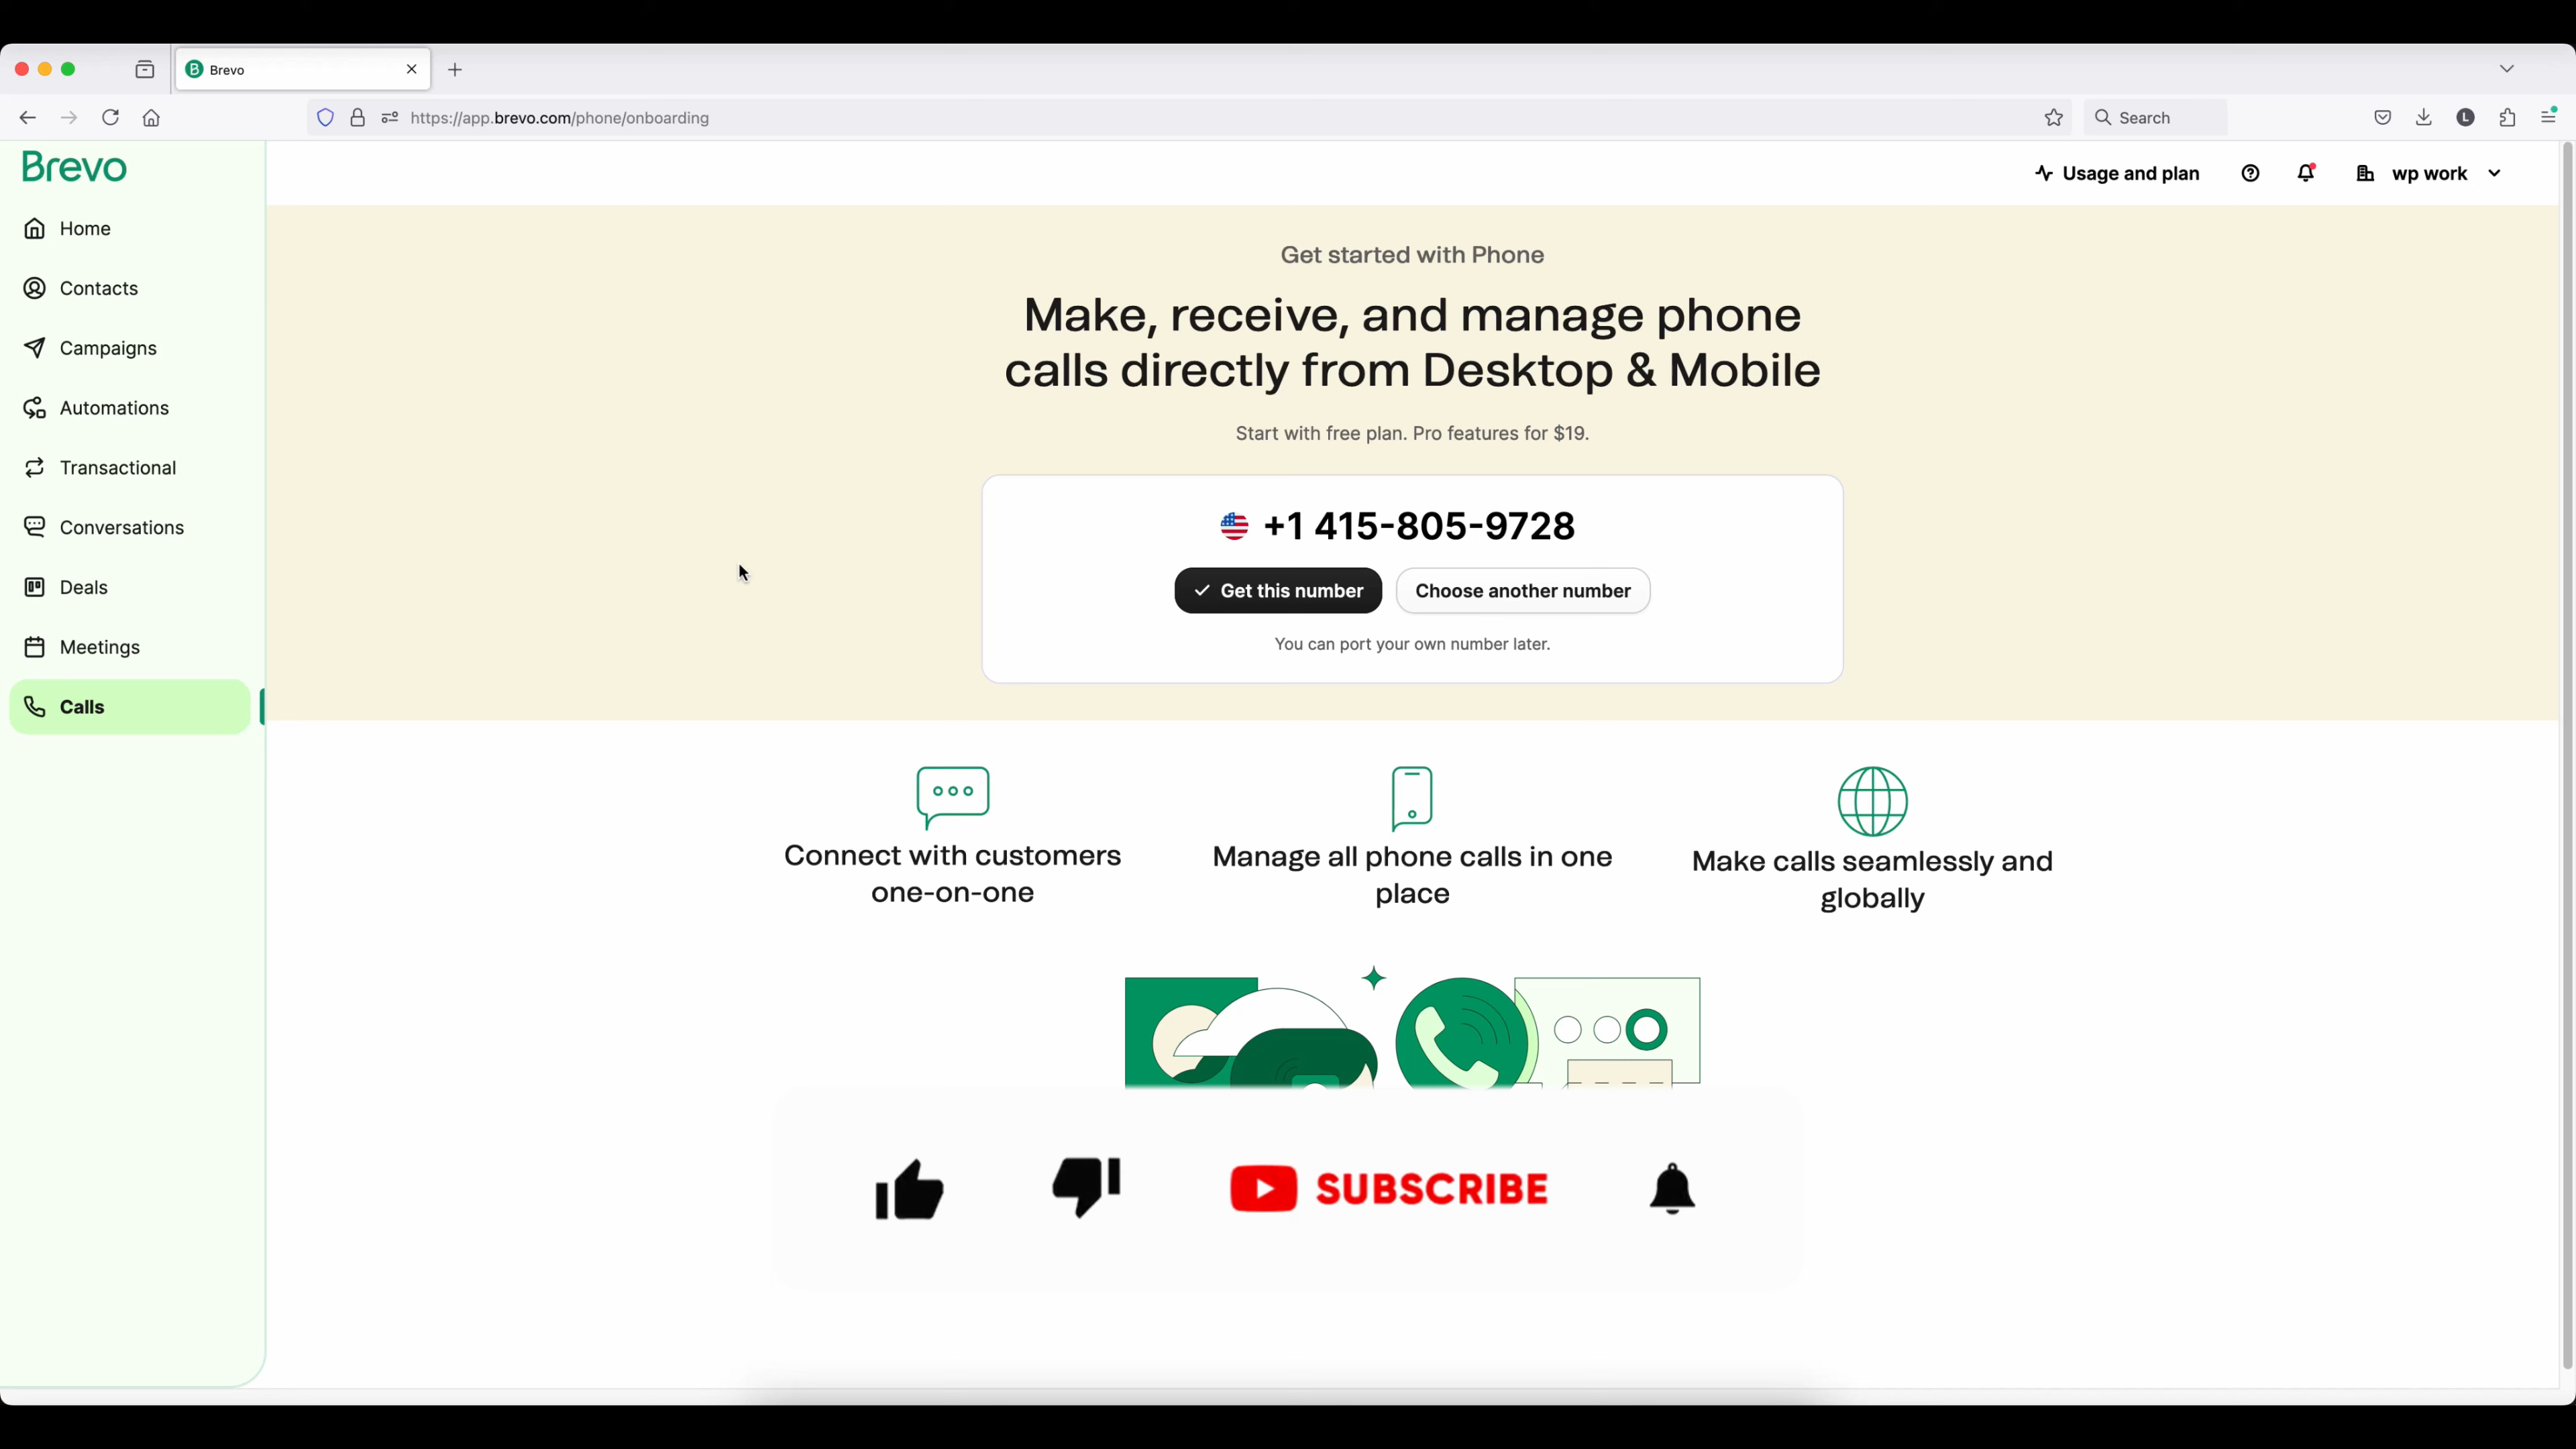 Brevo
https://app.brevo.com/phone/onboarding
Search
L
Brevo
Usage and plan
wp work
Home
Contacts
Campaigns
Automations
Transactional
Conversations
Deals
Meetings
Calls
Get started with Phone
Make, receive, and manage phone
calls directly from Desktop & Mobile
Start with free plan. Pro features for $19.
+1 415-805-9728
Get this number
Choose another number
You can port your own number later.
Connect with customers
one-on-one
Manage all phone calls in one
place
Make calls seamlessly and
globally
SUBSCRIBE